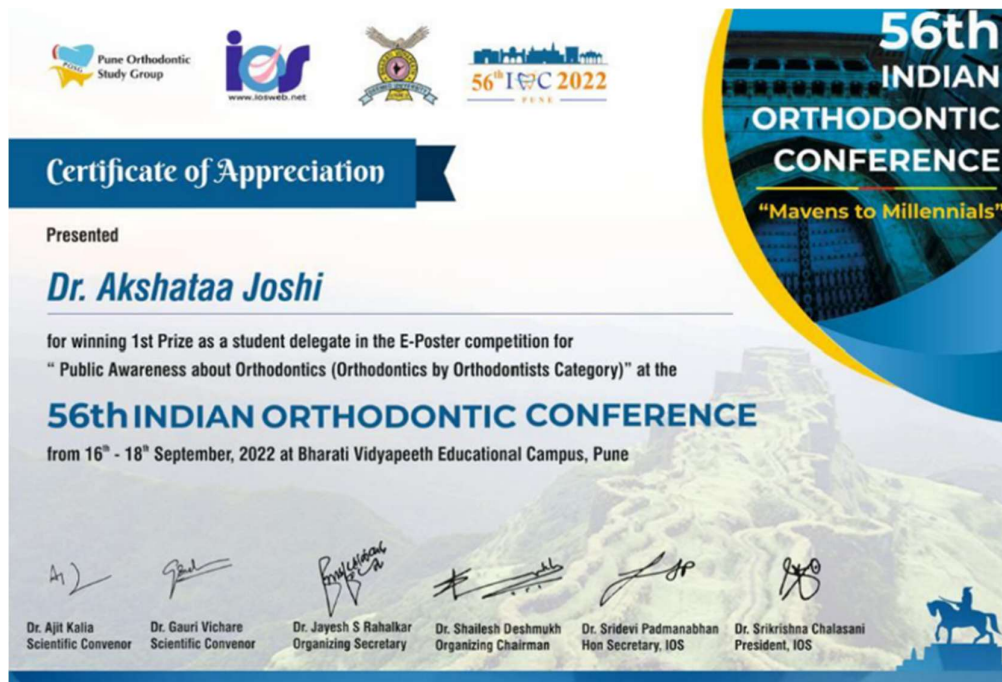 Pune Orthodontic
Study Group
POSG
ios
www.iosweb.net
56th IOC 2022
PUNE
56th
INDIAN
ORTHODONTIC
CONFERENCE
“Mavens to Millennials”
Certificate of Appreciation
Presented
Dr. Akshataa Joshi
for winning 1st Prize as a student delegate in the E-Poster competition for
“ Public Awareness about Orthodontics (Orthodontics by Orthodontists Category)” at the
56th INDIAN ORTHODONTIC CONFERENCE
from 16th - 18th September, 2022 at Bharati Vidyapeeth Educational Campus, Pune
Dr. Ajit Kalia
Scientific Convenor
Dr. Gauri Vichare
Scientific Convenor
Dr. Jayesh S Rahalkar
Organizing Secretary
Dr. Shailesh Deshmukh
Organizing Chairman
Dr. Sridevi Padmanabhan
Hon Secretary, IOS
Dr. Srikrishna Chalasani
President, IOS